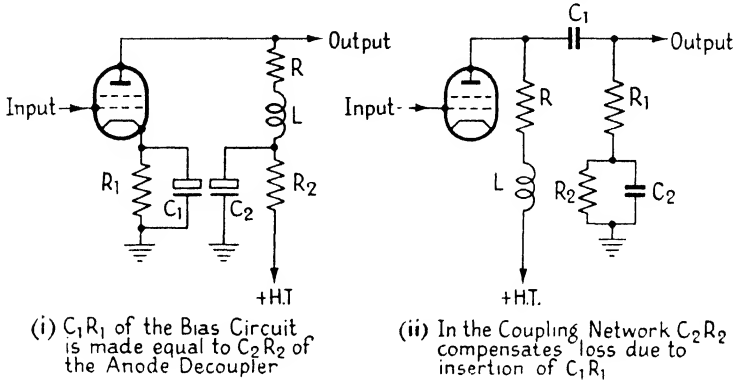 Output
R
L
Input
R₁
C₁
C₂
R₂
+H.T
(i) C₁R₁ of the Bias Circuit
is made equal to C₂R₂ of
the Anode Decoupler
C₁
Output
Input-
R
R₁
L
R₂
C₂
+H.T.
(ii) In the Coupling Network C₂R₂
compensates loss due to
insertion of C₁R₁